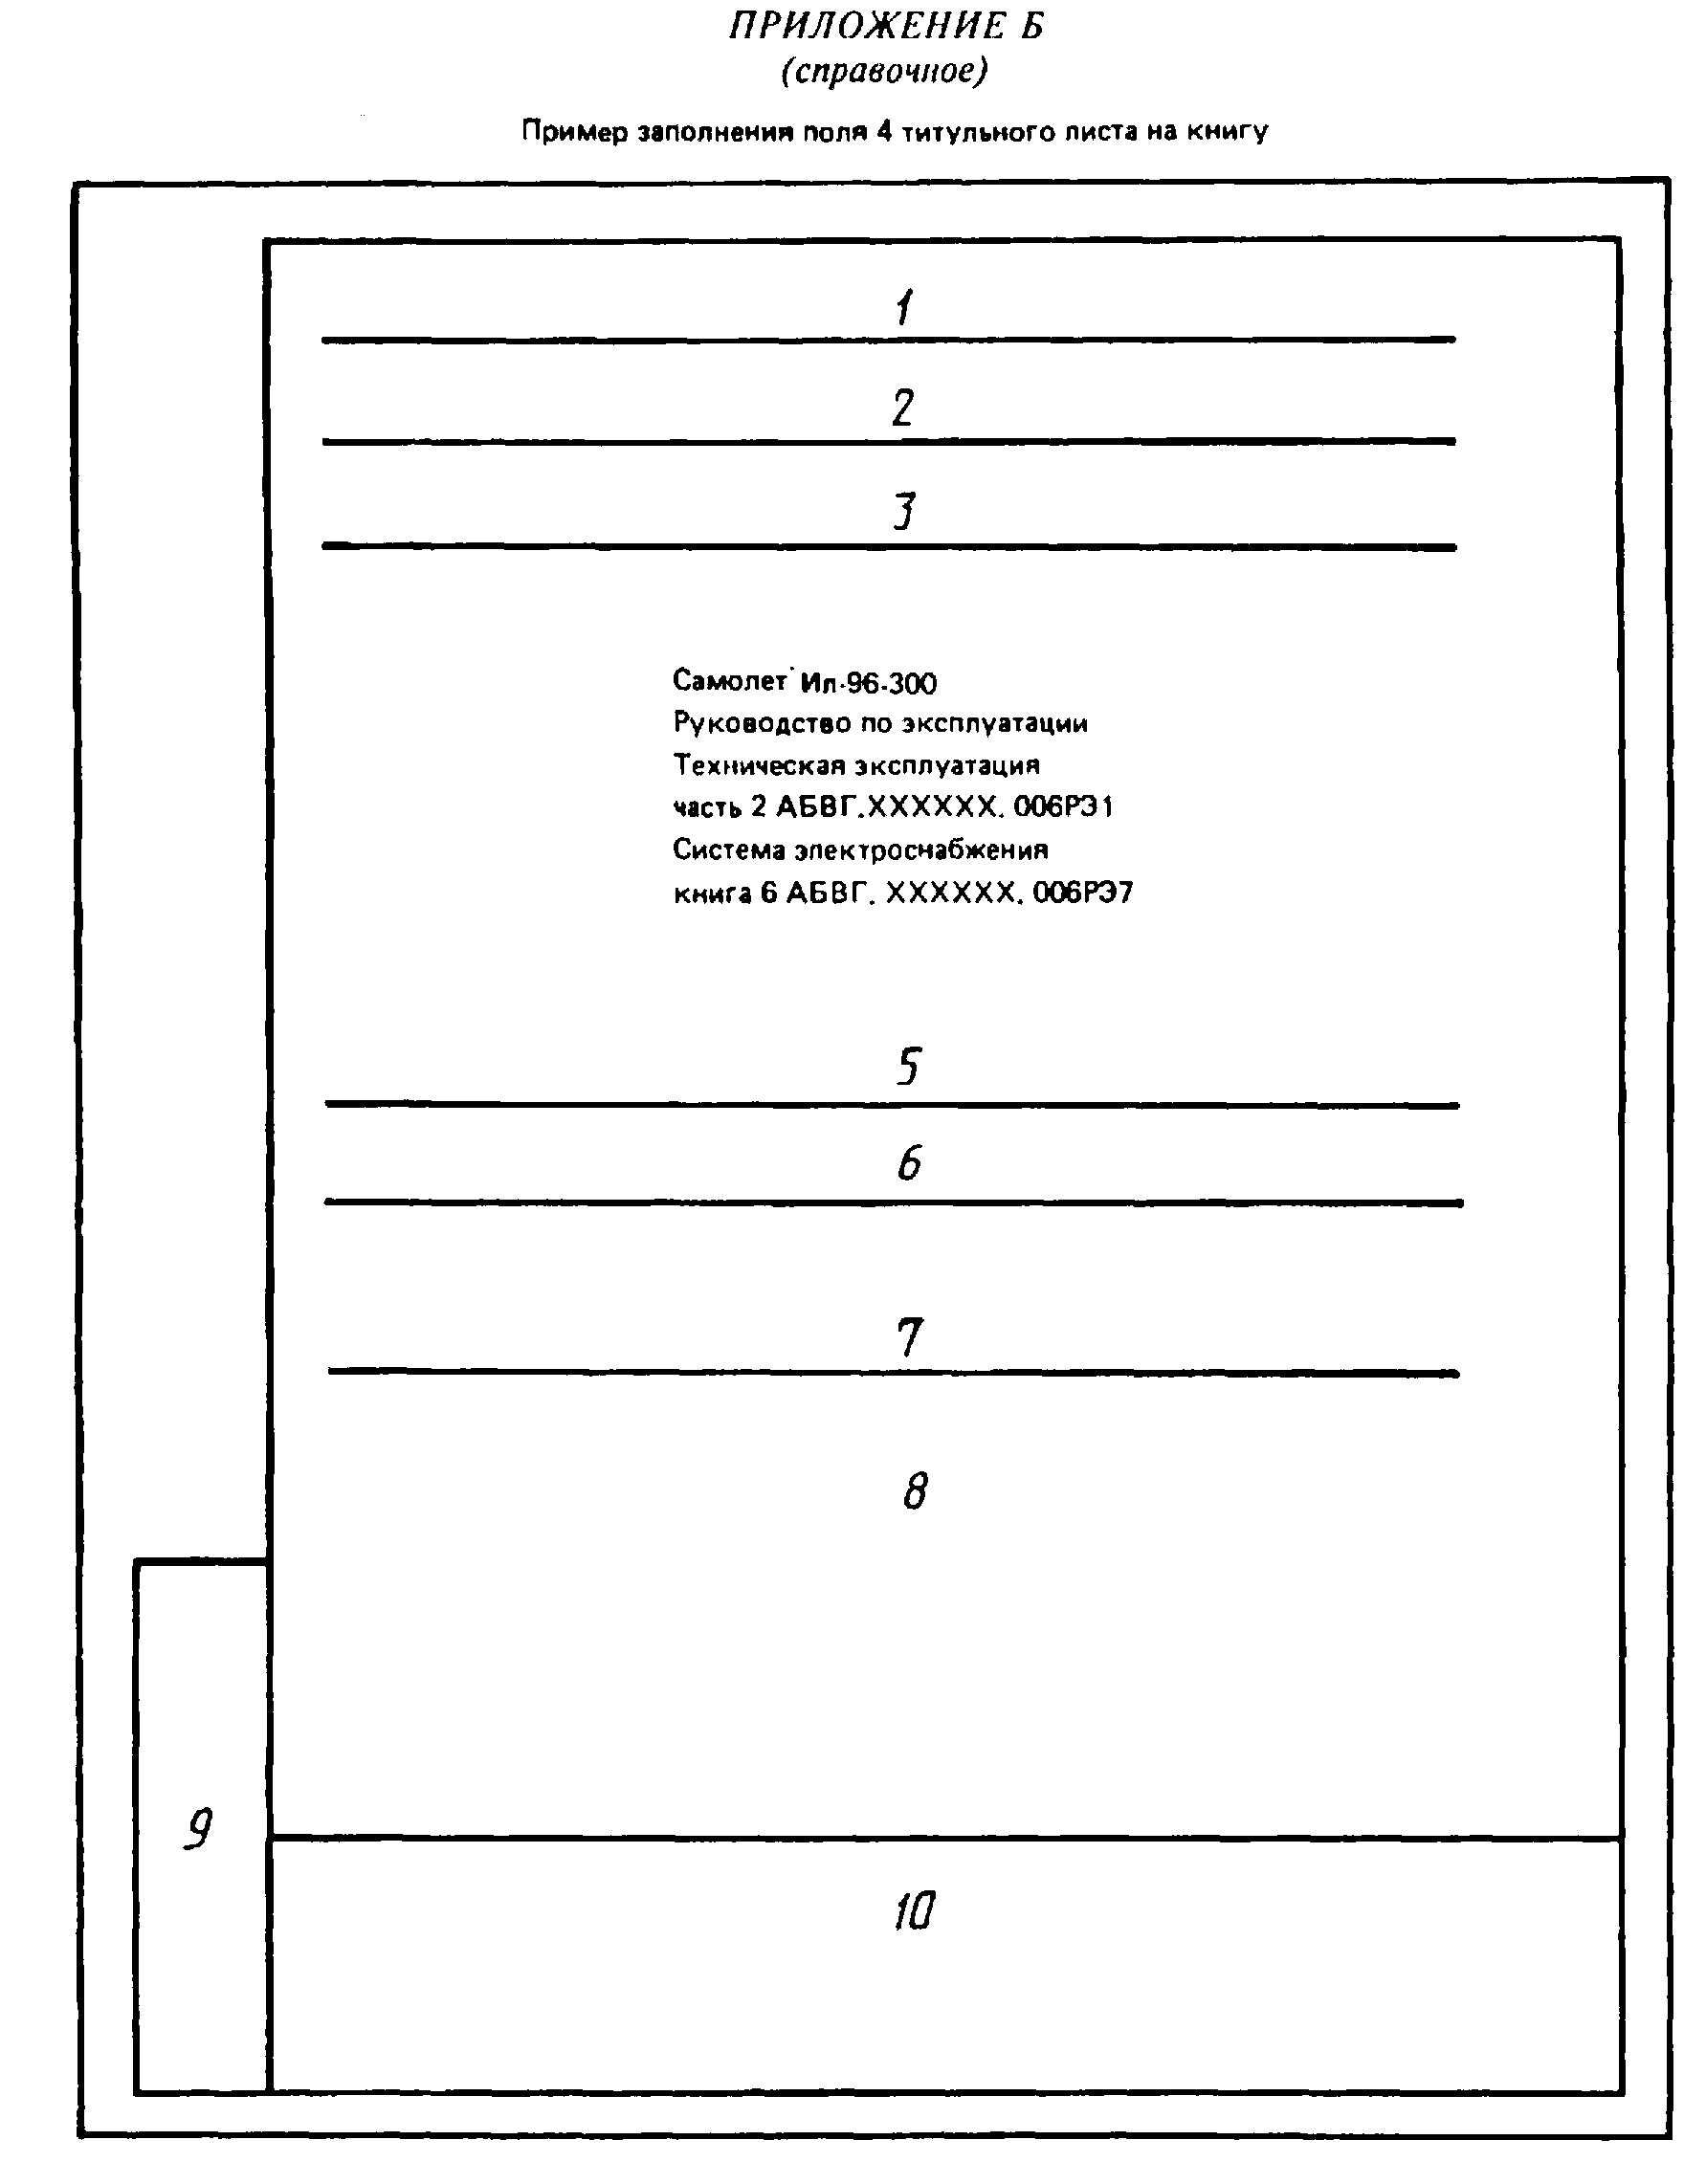 ПРИЛОЖЕНИЕ Б
(справочное)
Пример заполнения поля 4 титульного листа на книгу
1
2
3
Самолет Ил-96-300
Руководство по эксплуатации
Техническая эксплуатация
часть 2 АБВГ.XXXXXX. 006РЭ1
Система электроснабжения
книга 6 АБВГ. XXXXXX. 006РЭ7
5
6
7
8
9
10